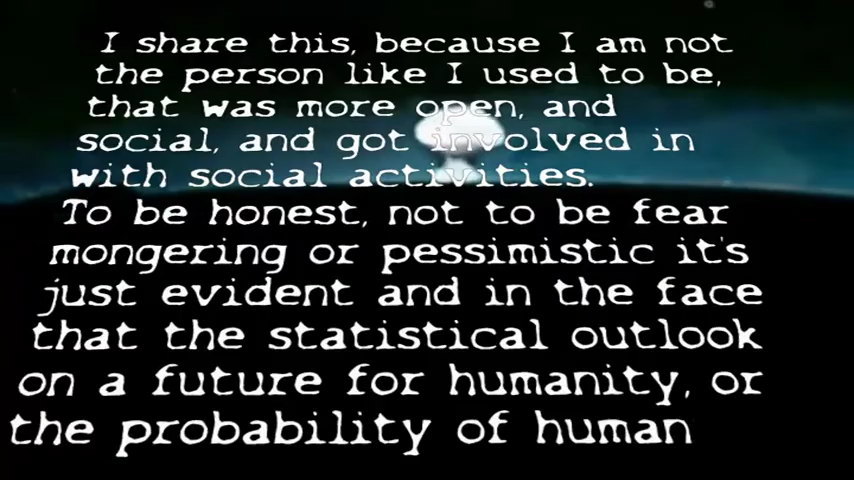 I share this, because I am not
the person like I used to be,
that was more open, and
social, and got involved in
with social activities.
To be honest, not to be fear
mongering or pessimistic it's
just evident and in the face
that the statistical outlook
on a future for humanity, or
the probability of human